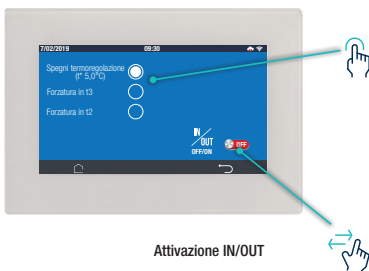 7/02/2019 09:30
Spegni termoregolazione
(t* 5,0°C)
Forzatura in t3
Forzatura in t2
IN
OUT
OFF/ON
OFF
Attivazione IN/OUT